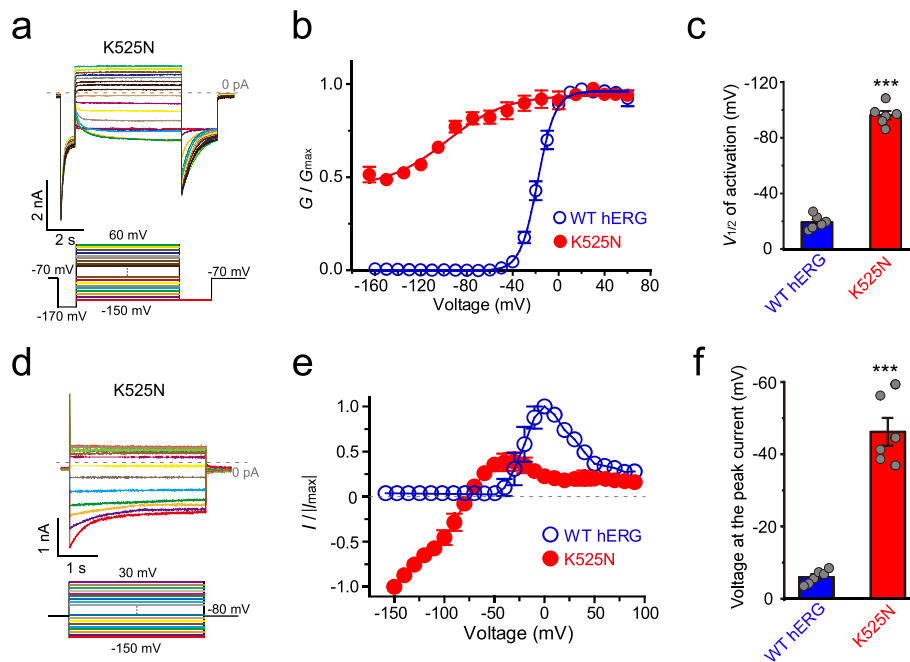 a
K525N
0 pA
2 nA
2 s
60 mV
-70 mV
-70 mV
-170 mV
-150 mV
b
G / Gmax
1.0
0.5
0.0
WT hERG
K525N
-160
-120
-80
-40
0
40
80
Voltage (mV)
c
V1/2 of activation (mV)
-120
-80
-40
0
***
WT hERG
K525N
d
K525N
0 pA
1 nA
1 s
30 mV
-80 mV
-150 mV
e
I / |Imax|
1.0
0.5
0
-0.5
-1.0
WT hERG
K525N
-150
-100
-50
0
50
100
Voltage (mV)
f
Voltage at the peak current (mV)
-60
-40
-20
0
***
WT hERG
K525N